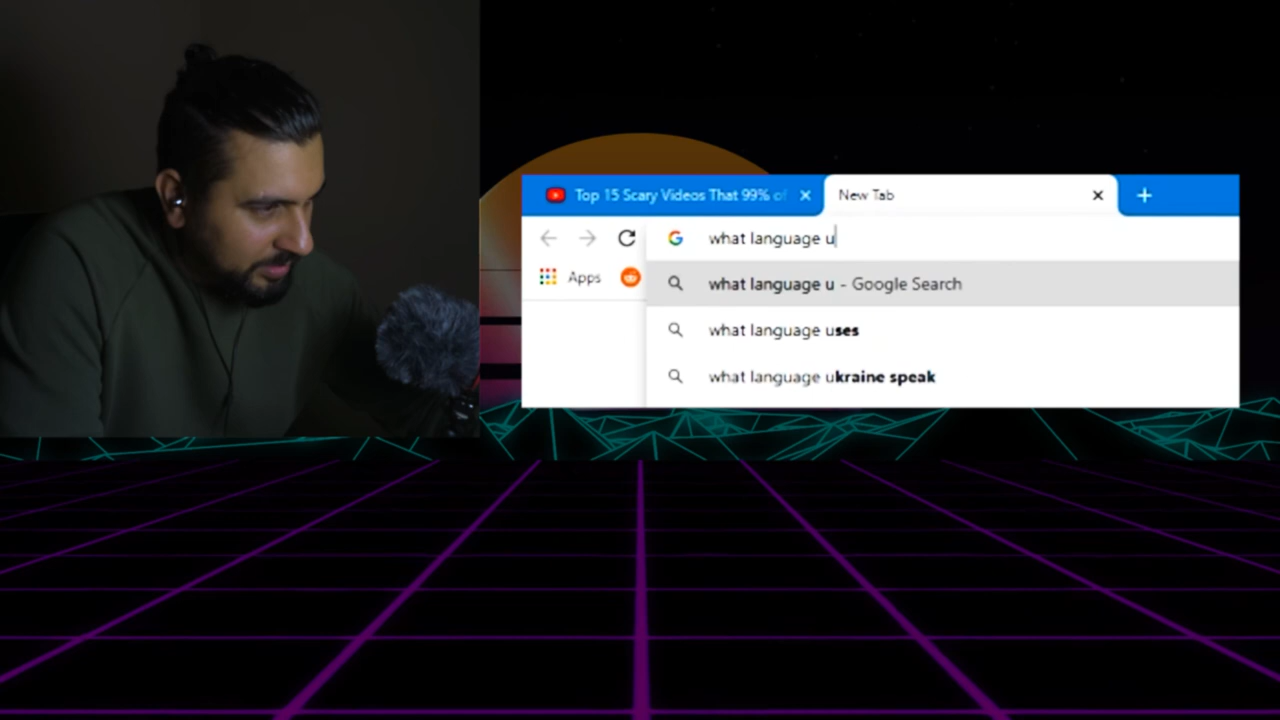 Top 15 Scary Videos That 99% of
New Tab
what language u
Apps
what language u - Google Search
what language uses
what language ukraine speak